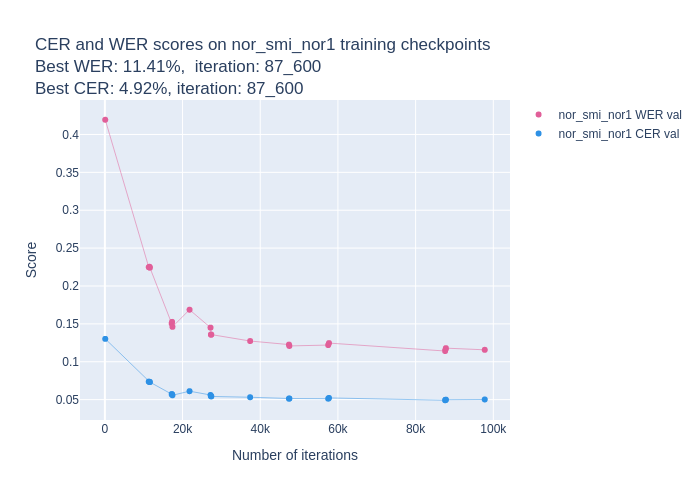 CER and WER scores on nor_smi_nor1 training checkpoints
Best WER: 11.41%,  iteration: 87_600
Best CER: 4.92%, iteration: 87_600
nor_smi_nor1 WER val
nor_smi_nor1 CER val
Score
0.4
0.35
0.3
0.25
0.2
0.15
0.1
0.05
0
20k
40k
60k
80k
100k
Number of iterations